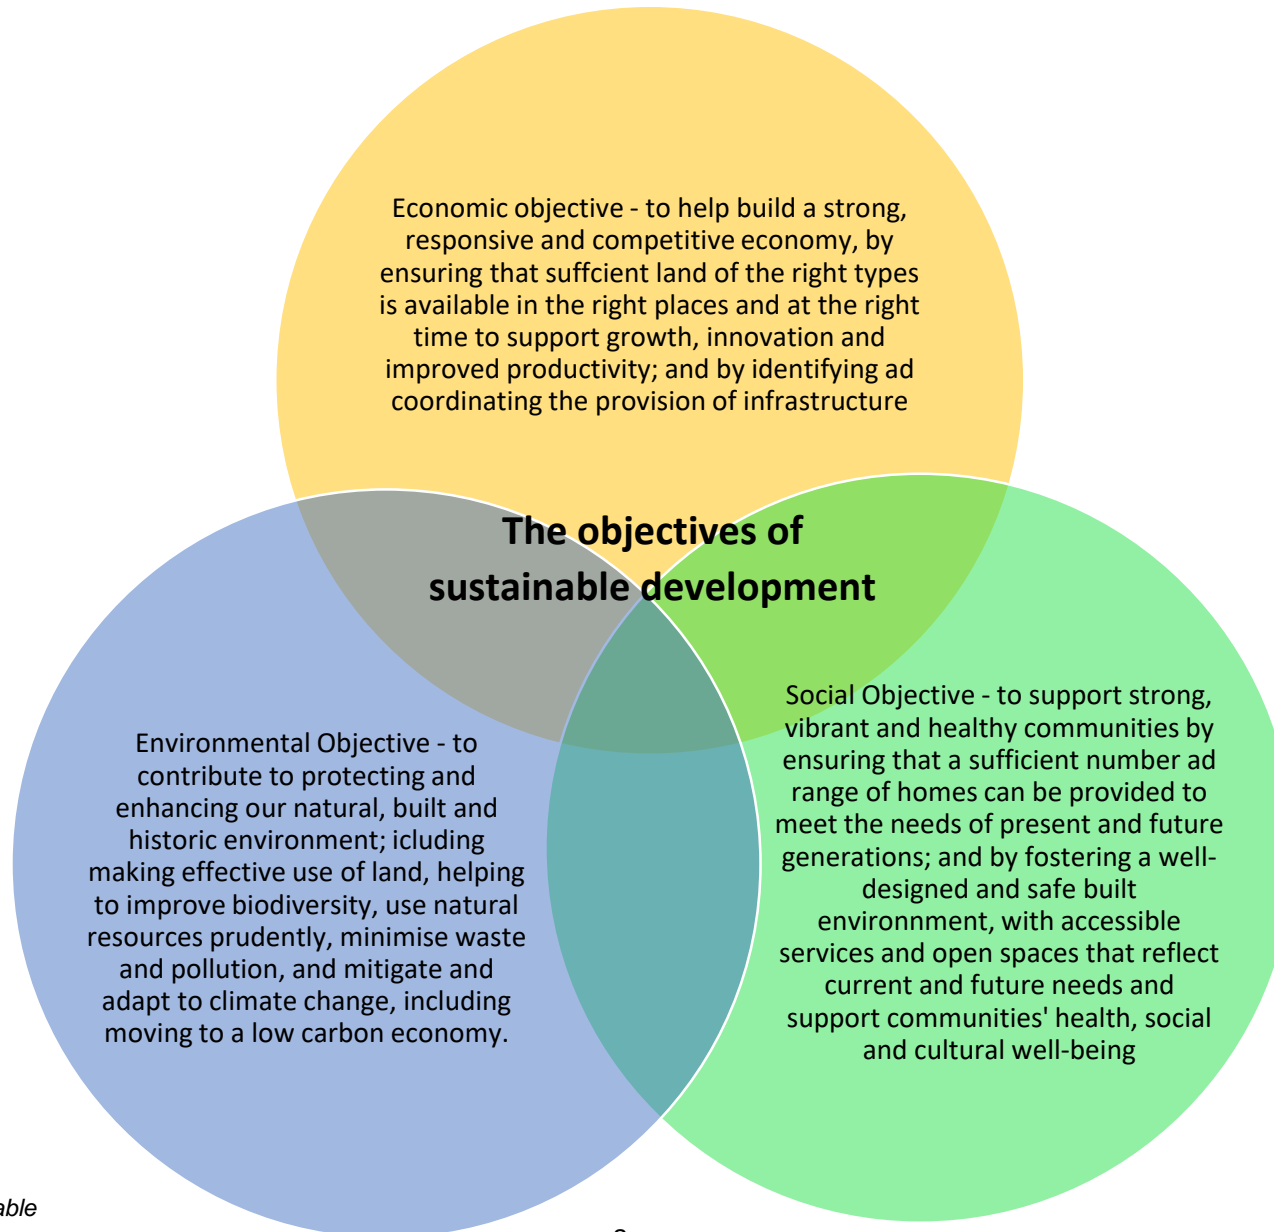 Economic objective - to help build a strong,
responsive and competitive economy, by
ensuring that suffcient land of the right types
is available in the right places and at the right
time to support growth, innovation and
improved productivity; and by identifying ad
coordinating the provision of infrastructure
The objectives of
sustainable development
Environmental Objective - to
contribute to protecting and
enhancing our natural, built and
historic environment; icluding
making effective use of land, helping
to improve biodiversity, use natural
resources prudently, minimise waste
and pollution, and mitigate and
adapt to climate change, including
moving to a low carbon economy.
Social Objective - to support strong,
vibrant and healthy communities by
ensuring that a sufficient number ad
range of homes can be provided to
meet the needs of present and future
generations; and by fostering a well-
designed and safe built
environnment, with accessible
services and open spaces that reflect
current and future needs and
support communities' health, social
and cultural well-being